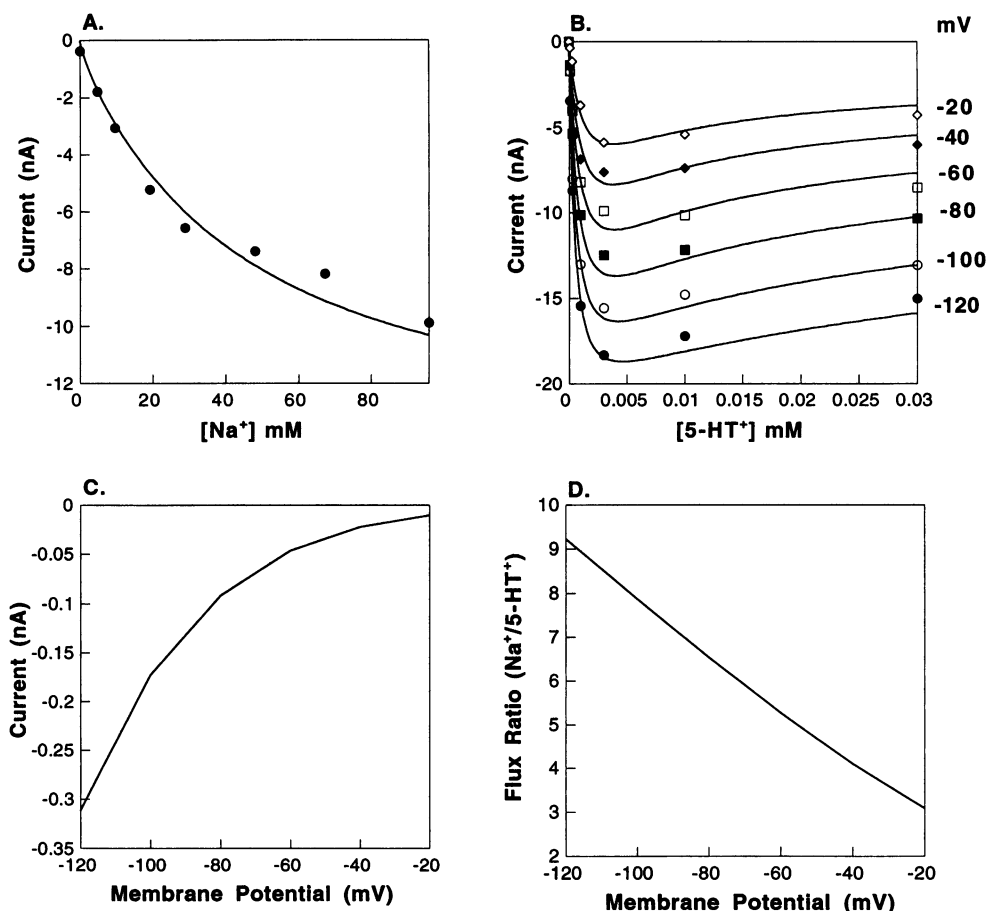 A.
0
-2
-4
-6
-8
-10
-12
Current (nA)
0 20 40 60 80
[Na⁺] mM
B.
mV
0
-5
-10
-15
-20
Current (nA)
-20
-40
-60
-80
-100
-120
0 0.005 0.01 0.015 0.02 0.025 0.03
[5-HT⁺] mM
C.
0
-0.05
-0.1
-0.15
-0.2
-0.25
-0.3
-0.35
Current (nA)
-120 -100 -80 -60 -40 -20
Membrane Potential (mV)
D.
10
9
8
7
6
5
4
3
2
Flux Ratio (Na⁺/5-HT⁺)
-120 -100 -80 -60 -40 -20
Membrane Potential (mV)